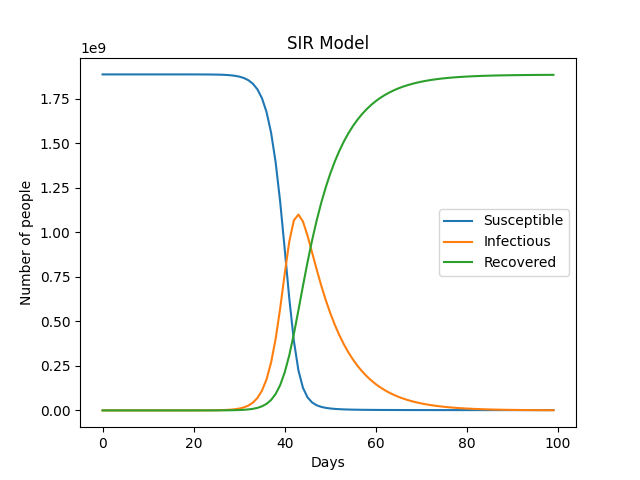 SIR Model
1e9
1.75
1.50
1.25
1.00
0.75
0.50
0.25
0.00
Number of people
Susceptible
Infectious
Recovered
0 20 40 60 80 100
Days